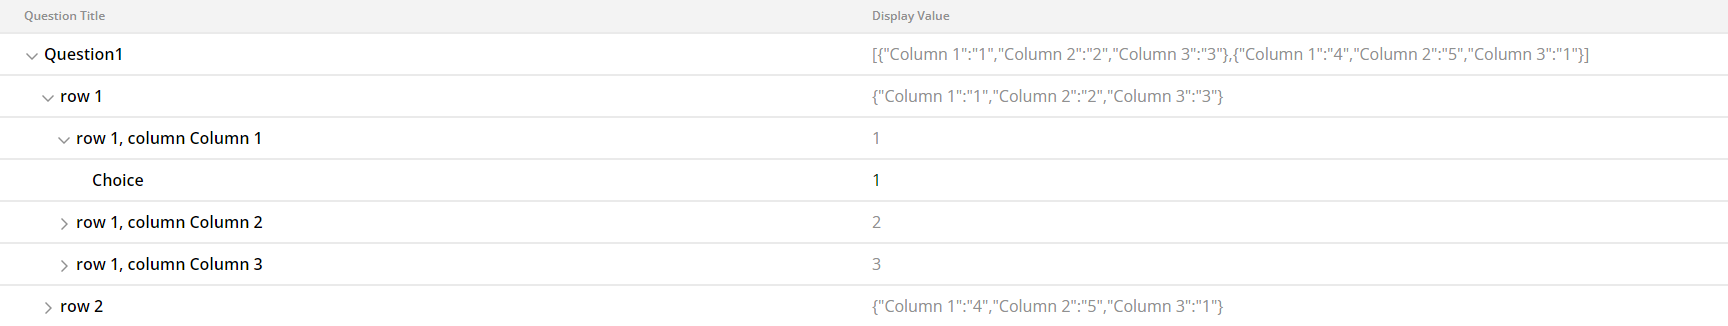 Question Title Display Value
Question1 [{"Column 1":"1","Column 2":"2","Column 3":"3"},{"Column 1":"4","Column 2":"5","Column 3":"1"}]
row 1 {"Column 1":"1","Column 2":"2","Column 3":"3"}
row 1, column Column 1 1
Choice 1
row 1, column Column 2 2
row 1, column Column 3 3
row 2 {"Column 1":"4","Column 2":"5","Column 3":"1"}